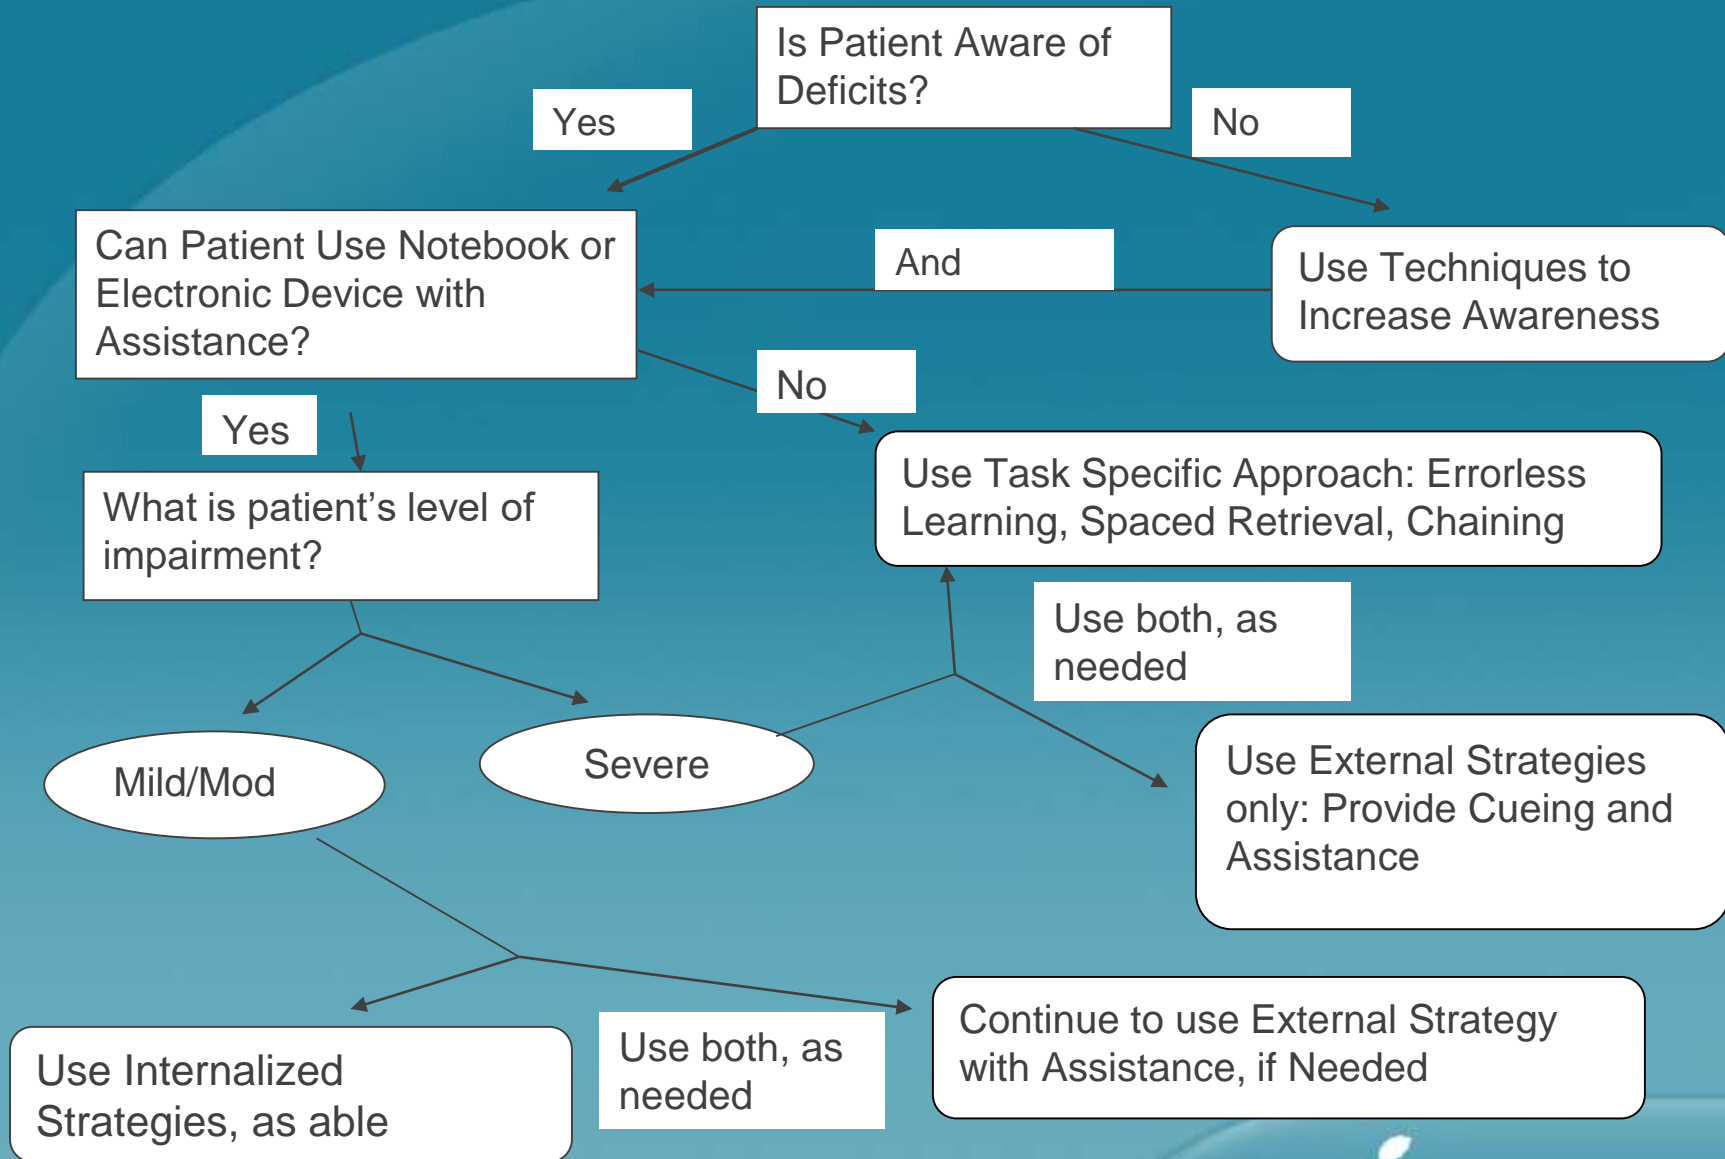 Is Patient Aware of
Deficits?
Yes
No
Can Patient Use Notebook or
Electronic Device with
Assistance?
And
Use Techniques to
Increase Awareness
No
Yes
Use Task Specific Approach: Errorless
Learning, Spaced Retrieval, Chaining
What is patient’s level of
impairment?
Use both, as
needed
Mild/Mod
Severe
Use External Strategies
only: Provide Cueing and
Assistance
Continue to use External Strategy
with Assistance, if Needed
Use both, as
needed
Use Internalized
Strategies, as able